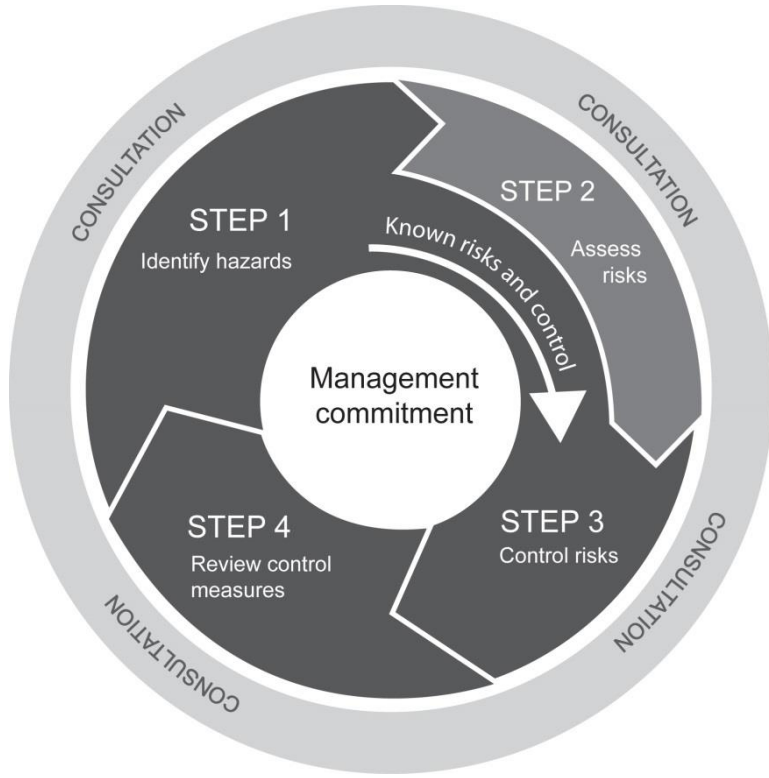 CONSULTATION
CONSULTATION
STEP 1
Identify hazards
STEP 2
Assess
risks
Known risks and control
Management
commitment
STEP 3
Control risks
STEP 4
Review control
measures
CONSULTATION
CONSULTATION